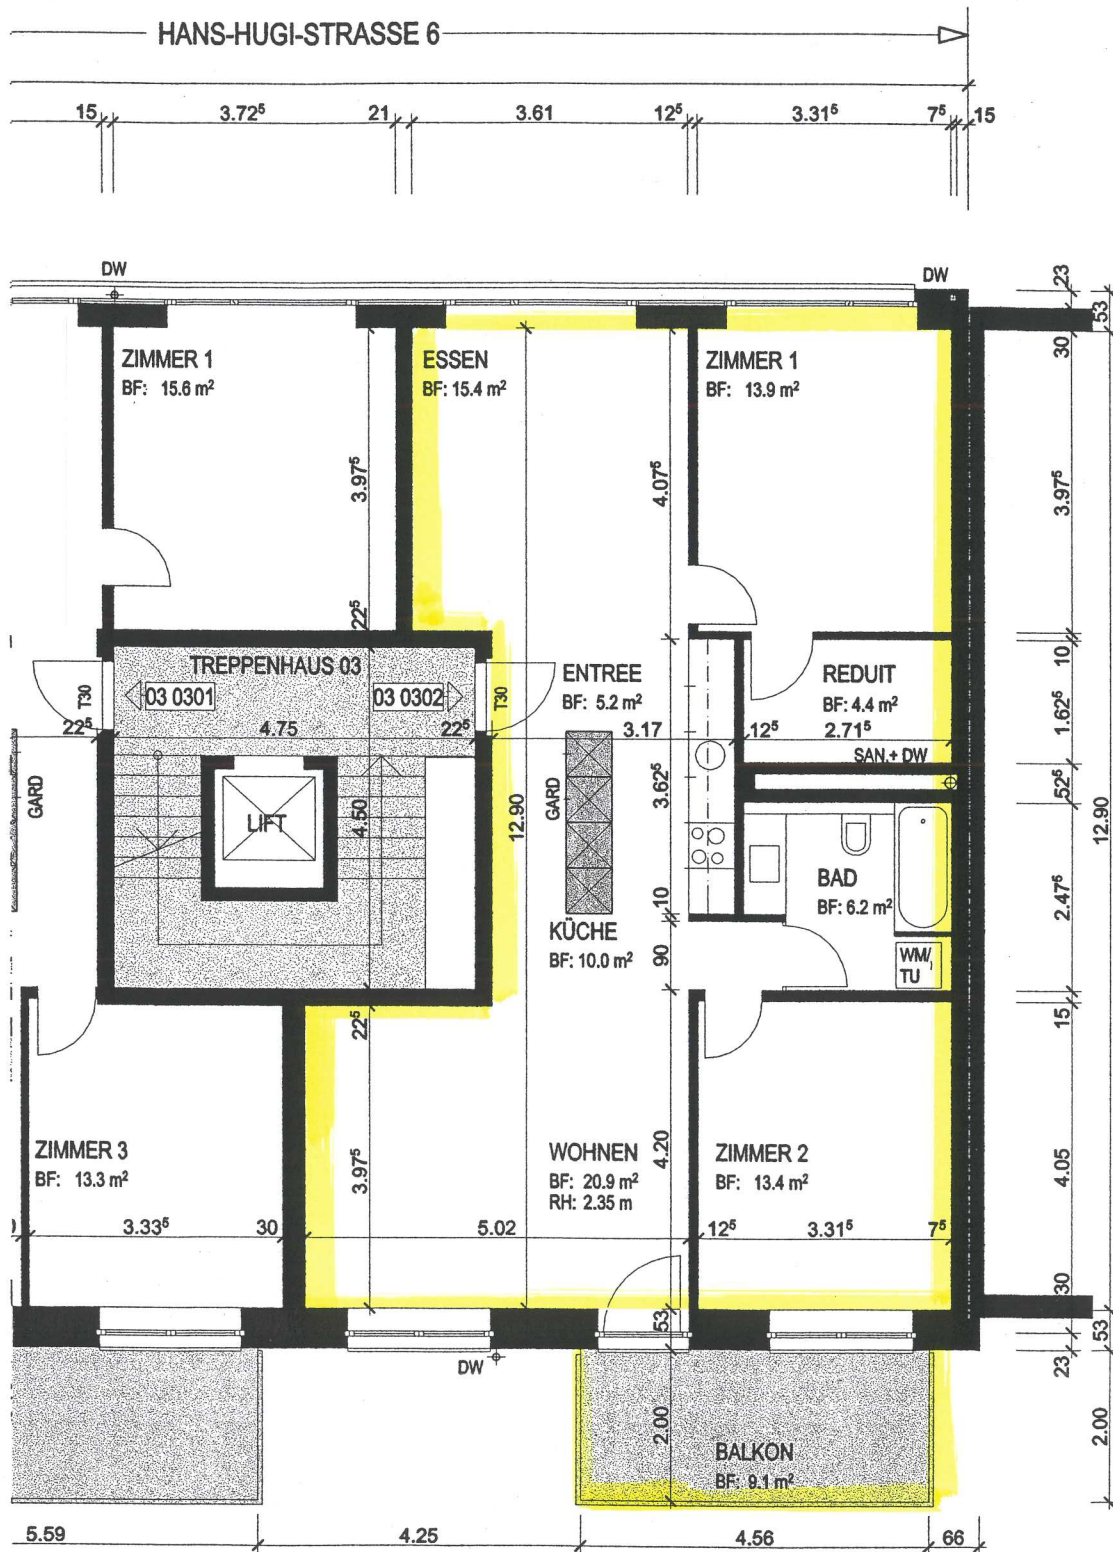 HANS-HUGI-STRASSE 6
15 3.72⁵ 21 3.61 12⁵ 3.31⁵ 7⁵ 15
DW DW
23
53
30
ZIMMER 1
BF: 15.6 m²
ESSEN
BF: 15.4 m²
ZIMMER 1
BF: 13.9 m²
3.97⁵
4.07⁵
3.97⁵
22⁵
TREPPENHAUS 03
T30
03 0301
03 0302
T30
ENTREE
BF: 5.2 m²
REDUIT
BF: 4.4 m²
10
1.62⁵
22⁵ 4.75 22⁵ 3.17 12⁵ 2.71⁵
SAN.+ DW
GARD
LIFT
4.50
12.90
GARD
3.62⁵
52⁵
12.90
BAD
BF: 6.2 m²
2.47⁵
10
KÜCHE
BF: 10.0 m²
90
WM/
TU
22⁵
15
ZIMMER 3
BF: 13.3 m²
3.97⁵
WOHNEN
BF: 20.9 m²
RH: 2.35 m
4.20
ZIMMER 2
BF: 13.4 m²
4.05
3.33⁵ 30 5.02 12⁵ 3.31⁵ 7⁵
30
53
53
23
DW
2.00
BALKON
BF: 9.1 m²
2.00
5.59 4.25 4.56 66